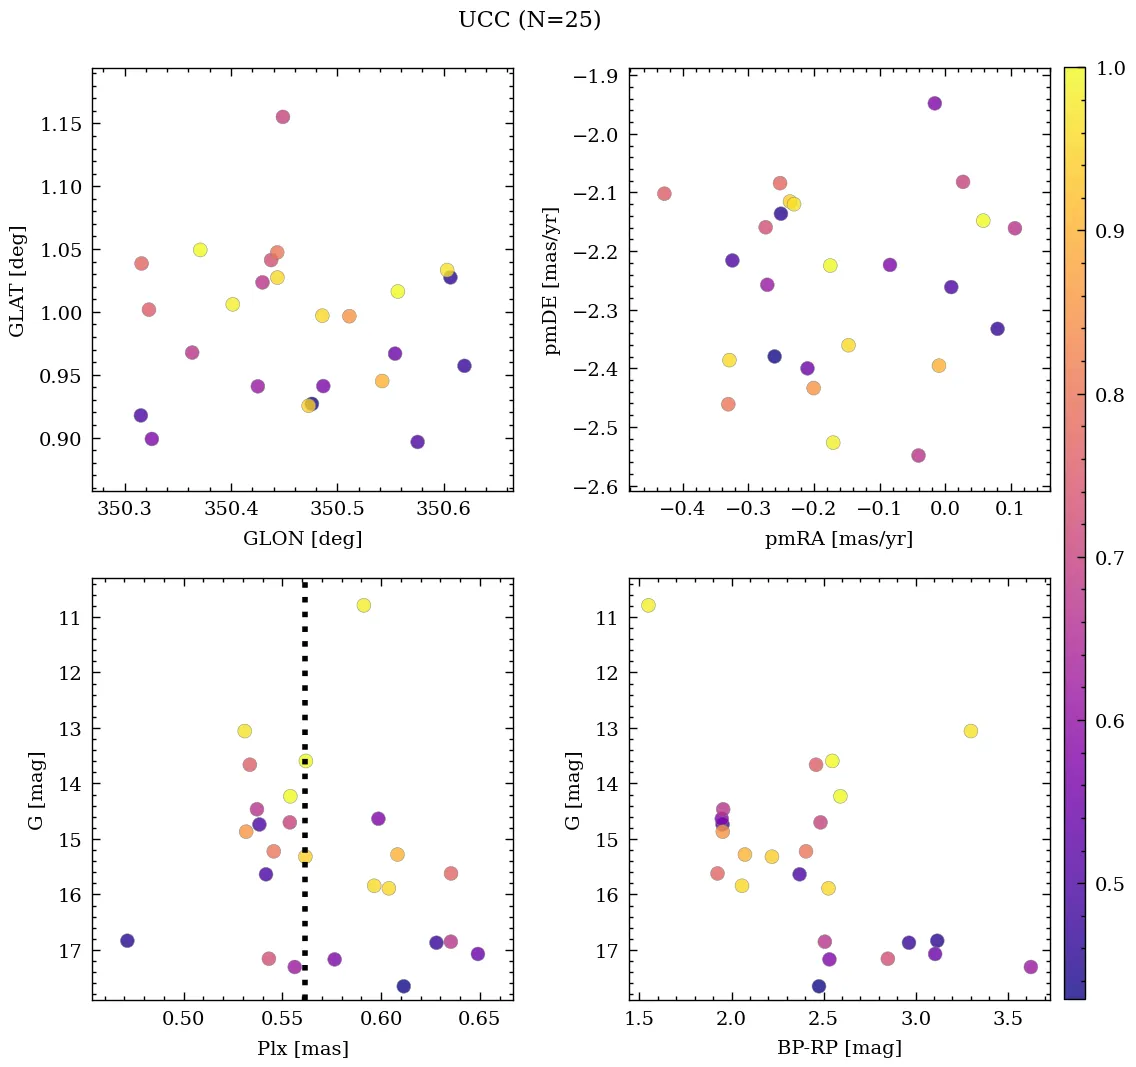 UCC (N=25)
1.15
1.10
1.05
1.00
0.95
0.90
GLAT [deg]
350.3 350.4 350.5 350.6
GLON [deg]
−1.9
−2.0
−2.1
−2.2
−2.3
−2.4
−2.5
−2.6
pmDE [mas/yr]
−0.4 −0.3 −0.2 −0.1 0.0 0.1
pmRA [mas/yr]
11
12
13
14
15
16
17
G [mag]
0.50 0.55 0.60 0.65
Plx [mas]
11
12
13
14
15
16
17
G [mag]
1.5 2.0 2.5 3.0 3.5
BP-RP [mag]
1.0
0.9
0.8
0.7
0.6
0.5